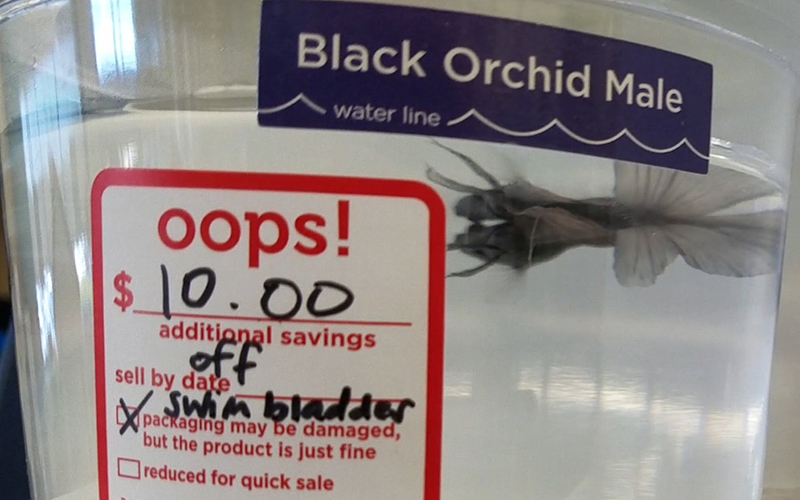 Black Orchid Male
water line
oops!
$ 10.00
additional savings
off
sell by date
swim bladder
packaging may be damaged,
but the product is just fine
reduced for quick sale